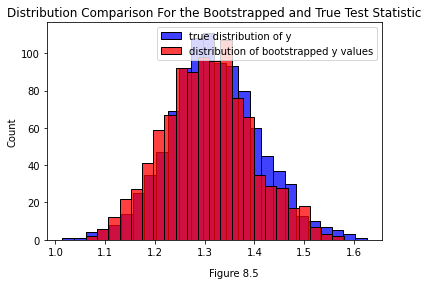 Distribution Comparison For the Bootstrapped and True Test Statistic
true distribution of y
distribution of bootstrapped y values
Count
100
80
60
40
20
0
1.0 1.1 1.2 1.3 1.4 1.5 1.6
Figure 8.5